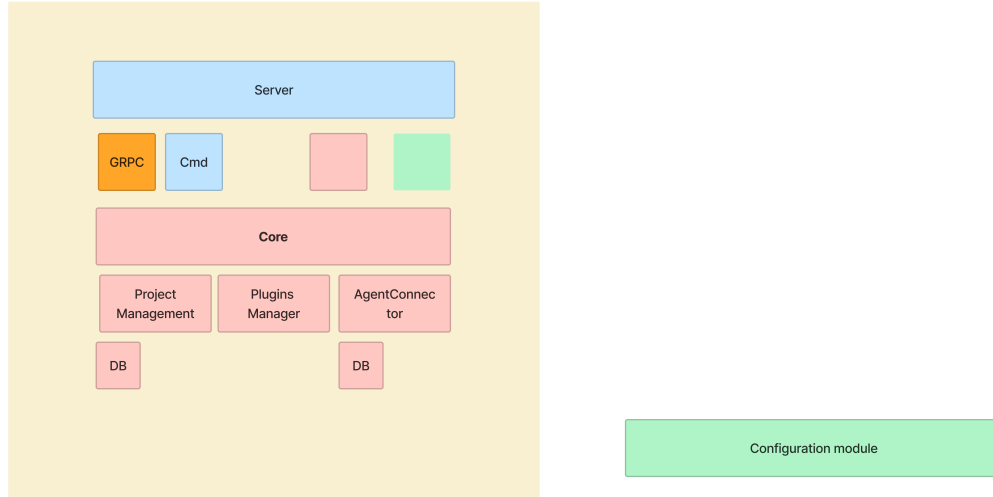 Server
GRPC
Cmd
Core
Project
Management
Plugins
Manager
AgentConnec
tor
DB
DB
Configuration module